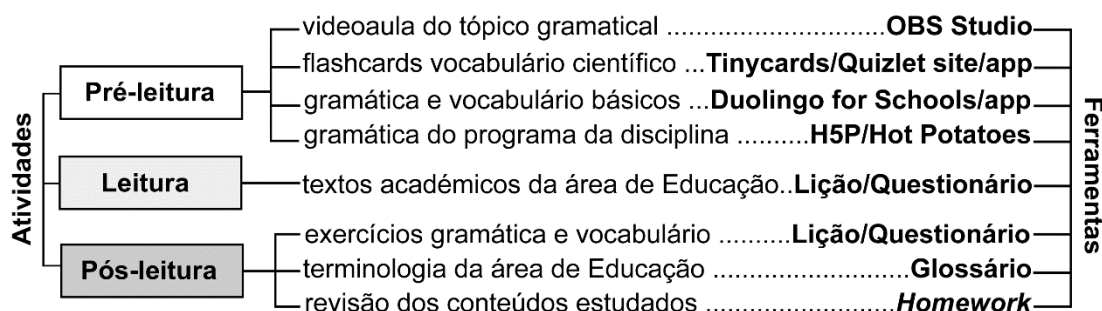 videoaula do tópico gramatical ..............................OBS Studio
flashcards vocabulário científico ...Tinycards/Quizlet site/app
Pré-leitura
gramática e vocabulário básicos ...Duolingo for Schools/app
gramática do programa da disciplina ..........H5P/Hot Potatoes
Atividades
Leitura
textos académicos da área de Educação..Lição/Questionário
Ferramentas
exercícios gramática e vocabulário ..........Lição/Questionário
Pós-leitura
terminologia da área de Educação ...........................Glossário
revisão dos conteúdos estudados ...........................Homework